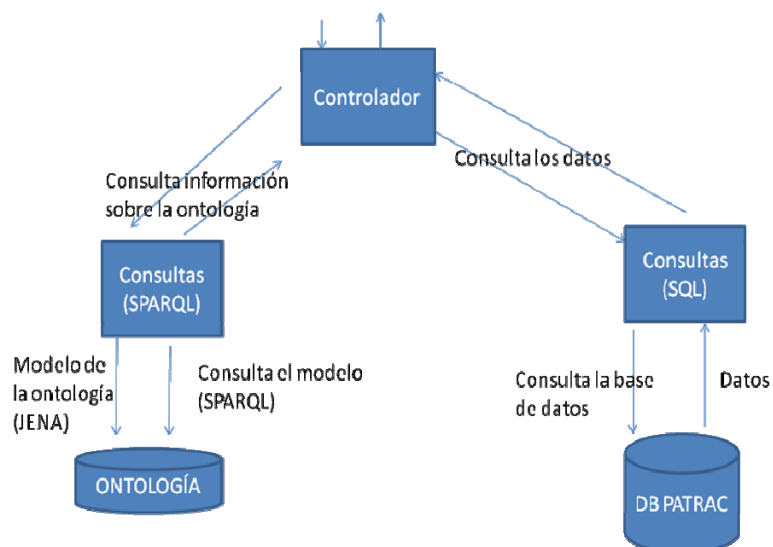 Controlador
Consulta los datos
Consulta información
sobre la ontología
Consultas
(SPARQL)
Consultas
(SQL)
Modelo de
la ontología
(JENA)
Consulta el modelo
(SPARQL)
Consulta la base
de datos
Datos
ONTOLOGÍA
DB PATRAC